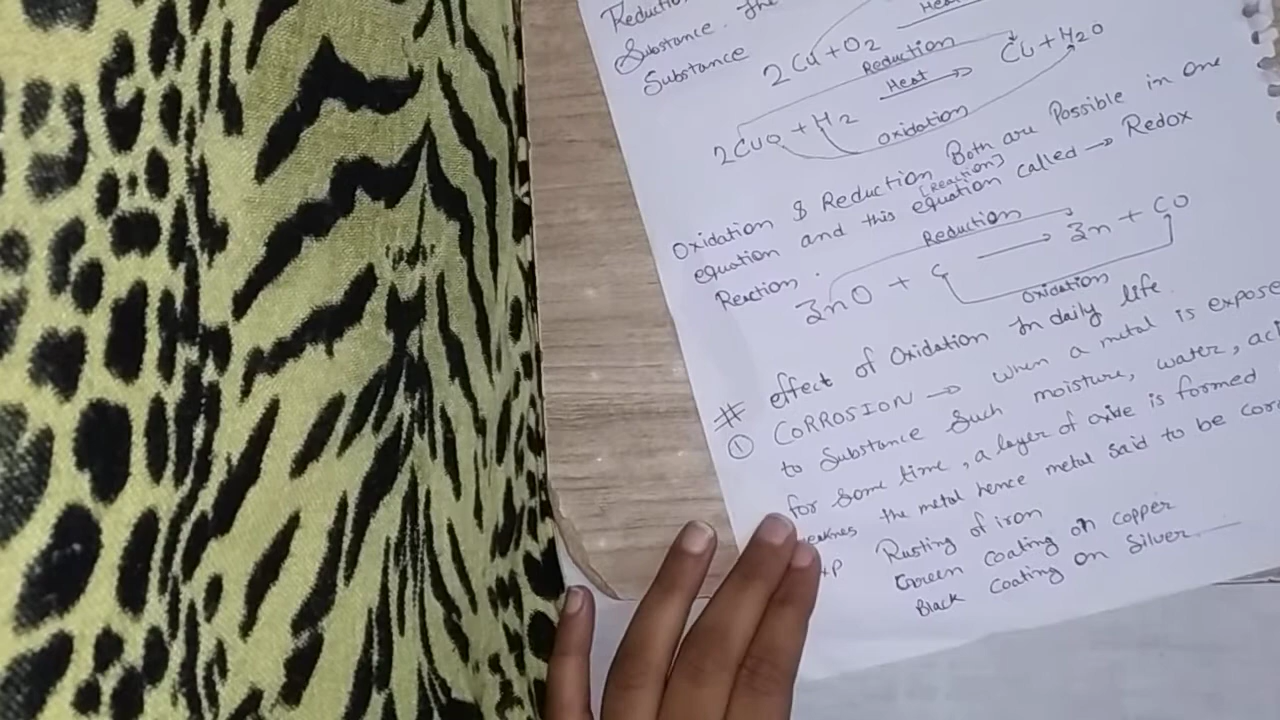 Reduction
Substance. The
Substance
Heat
2Cu + O2
Reduction
2CuO + H2 Heat → Cu + H2O
oxidation
Oxidation & Reduction Both are Possible in one
equation and this equation [Reaction] called → Redox
Reaction.
Reduction
ZnO + C → Zn + CO
Oxidation
# effect of Oxidation In daily life.
① CORROSION → when a metal is expose
to Substance Such moisture, water, aci
for Some time, a layer of oxide is formed
the metal hence metal said to be cor
Rusting of iron
Green coating on copper
Black coating on Silver